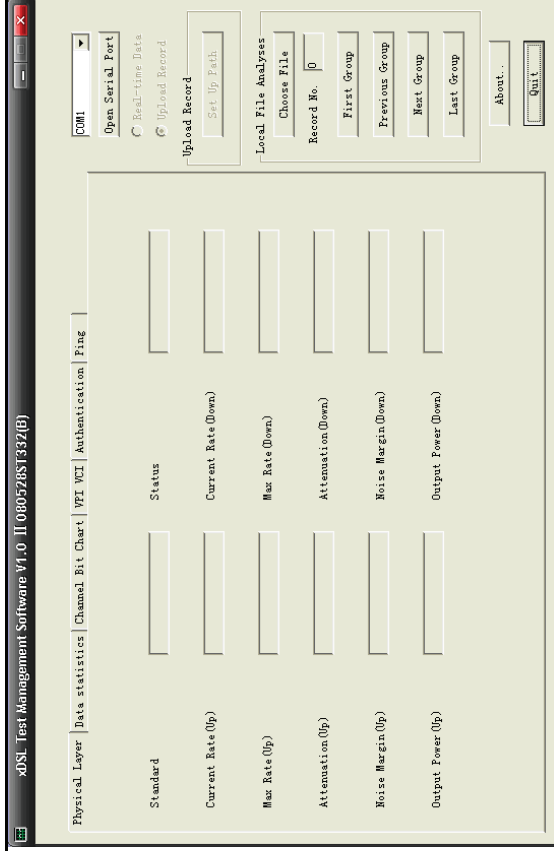 xDSL Test Management Software V1.0 II 080528ST332(B)
Physical Layer Data statistics Channel Bit Chart VPI VCI Authentication Ping
Standard Status
Current Rate(Up) Current Rate(Down)
Max Rate(Up) Max Rate(Down)
Attenuation(Up) Attenuation(Down)
Noise Margin(Up) Noise Margin(Down)
Output Power(Up) Output Power(Down)
COM1
Open Serial Port
Real-time Data
Upload Record
Upload Record
Set Up Path
Local File Analyses
Choose File
Record No. 0
First Group
Previous Group
Next Group
Last Group
About..
Quit